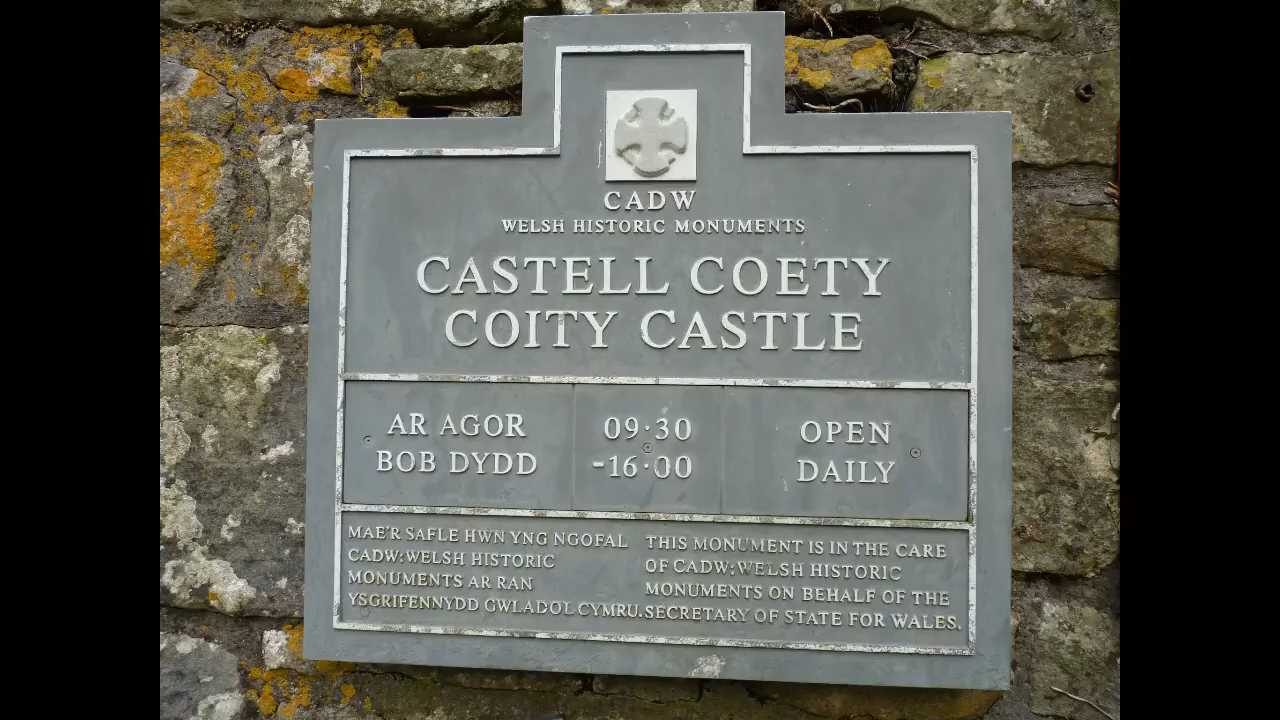 CADW
WELSH HISTORIC MONUMENTS
CASTELL COETY
COITY CASTLE
AR AGOR
BOB DYDD
09·30
-16·00
OPEN
DAILY
MAE'R SAFLE HWN YNG NGOFAL
CADW:WELSH HISTORIC
MONUMENTS AR RAN
YSGRIFENNYDD GWLADOL CYMRU.
THIS MONUMENT IS IN THE CARE
OF CADW:WELSH HISTORIC
MONUMENTS ON BEHALF OF THE
SECRETARY OF STATE FOR WALES.